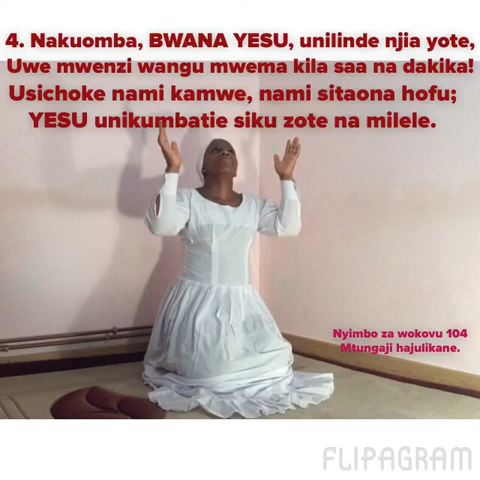 4. Nakuomba, BWANA YESU, unilinde njia yote,
Uwe mwenzi wangu mwema kila saa na dakika!
Usichoke nami kamwe, nami sitaona hofu;
YESU unikumbatie siku zote na milele.
Nyimbo za wokovu 104
Mtungaji hajulikane.
FLIPAGRAM